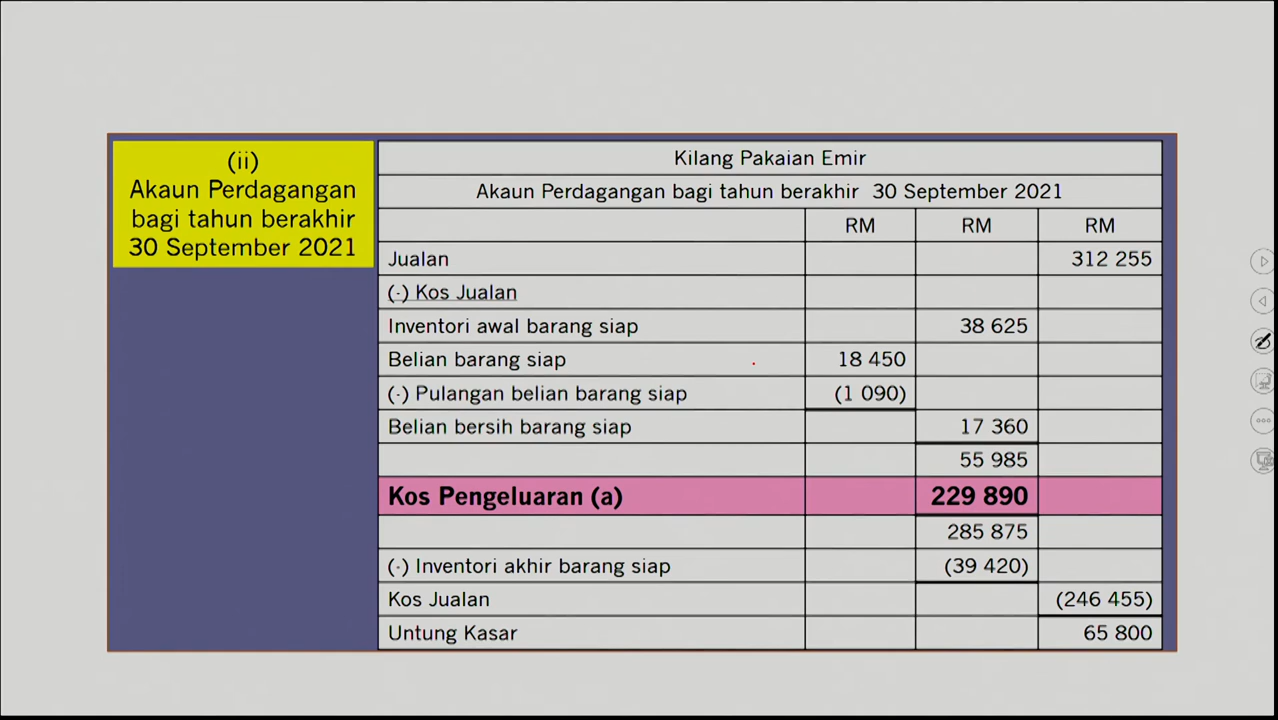 (ii)
Akaun Perdagangan
bagi tahun berakhir
30 September 2021
Kilang Pakaian Emir
Akaun Perdagangan bagi tahun berakhir 30 September 2021
RM RM RM
Jualan 312 255
(-) Kos Jualan
Inventori awal barang siap 38 625
Belian barang siap 18 450
(-) Pulangan belian barang siap (1 090)
Belian bersih barang siap 17 360
55 985
Kos Pengeluaran (a) 229 890
285 875
(-) Inventori akhir barang siap (39 420)
Kos Jualan (246 455)
Untung Kasar 65 800